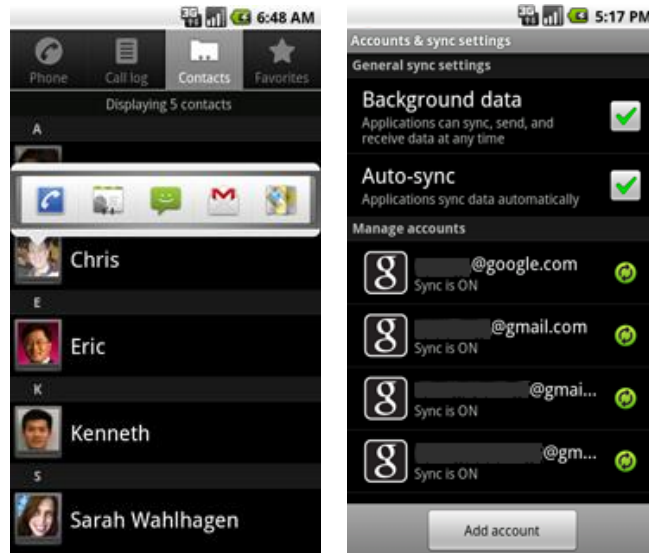 3G 6:48 AM
Phone Call log Contacts Favorites
Displaying 5 contacts
A
Chris
E
Eric
K
Kenneth
S
Sarah Wahlhagen
3G 5:17 PM
Accounts & sync settings
General sync settings
Background data
Applications can sync, send, and
receive data at any time
Auto-sync
Applications sync data automatically
Manage accounts
g @google.com
Sync is ON
g @gmail.com
Sync is ON
g @gmai...
Sync is ON
g @gm...
Sync is ON
Add account